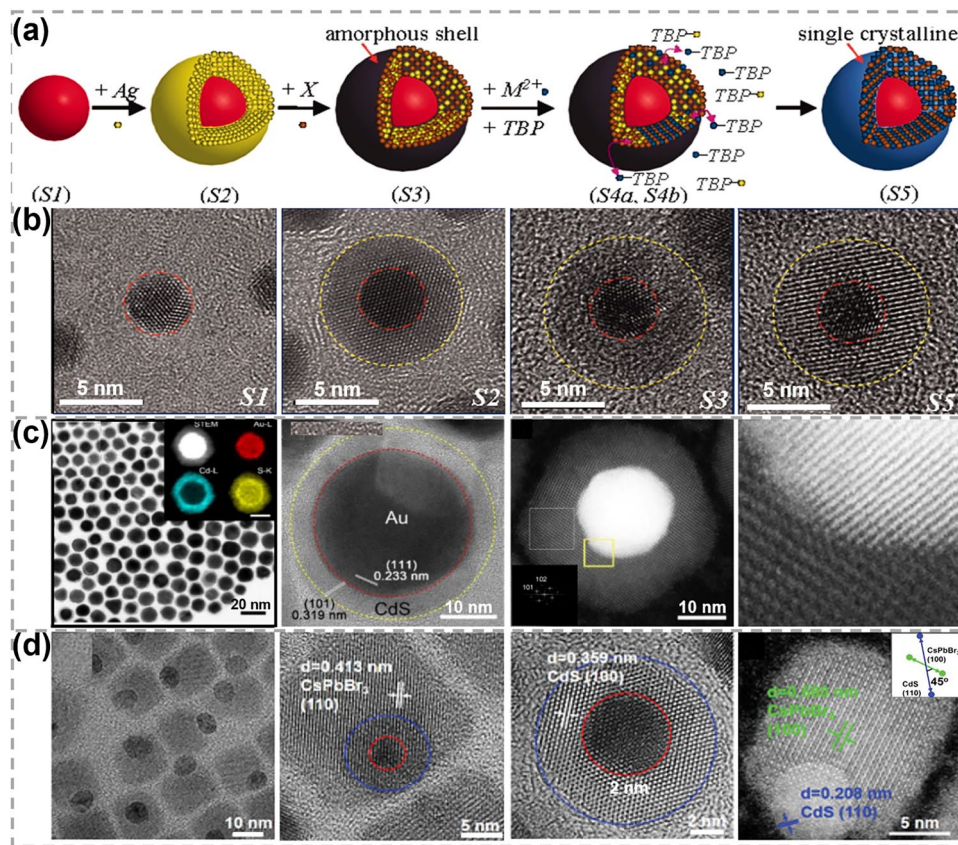 (a)
amorphous shell
TBP
single crystalline
+ Ag
+ X
+ M²⁺
+ TBP
TBP
TBP
TBP
TBP
TBP
TBP
TBP
(S1)
(S2)
(S3)
(S4a, S4b)
(S5)
(b)
5 nm
S1
5 nm
S2
5 nm
S3
5 nm
S5
(c)
STEM
Au-L
Cd-L
S-K
20 nm
Au
(111)
0.233 nm
(101)
0.319 nm
CdS
10 nm
102
101
10 nm
(d)
10 nm
d=0.413 nm
CsPbBr₃
(110)
5 nm
d=0.359 nm
CdS (100)
2 nm
2 nm
CsPbBr₃
(100)
CdS
(110)
45°
CsPbBr₃
(100)
d=0.208 nm
CdS (110)
5 nm